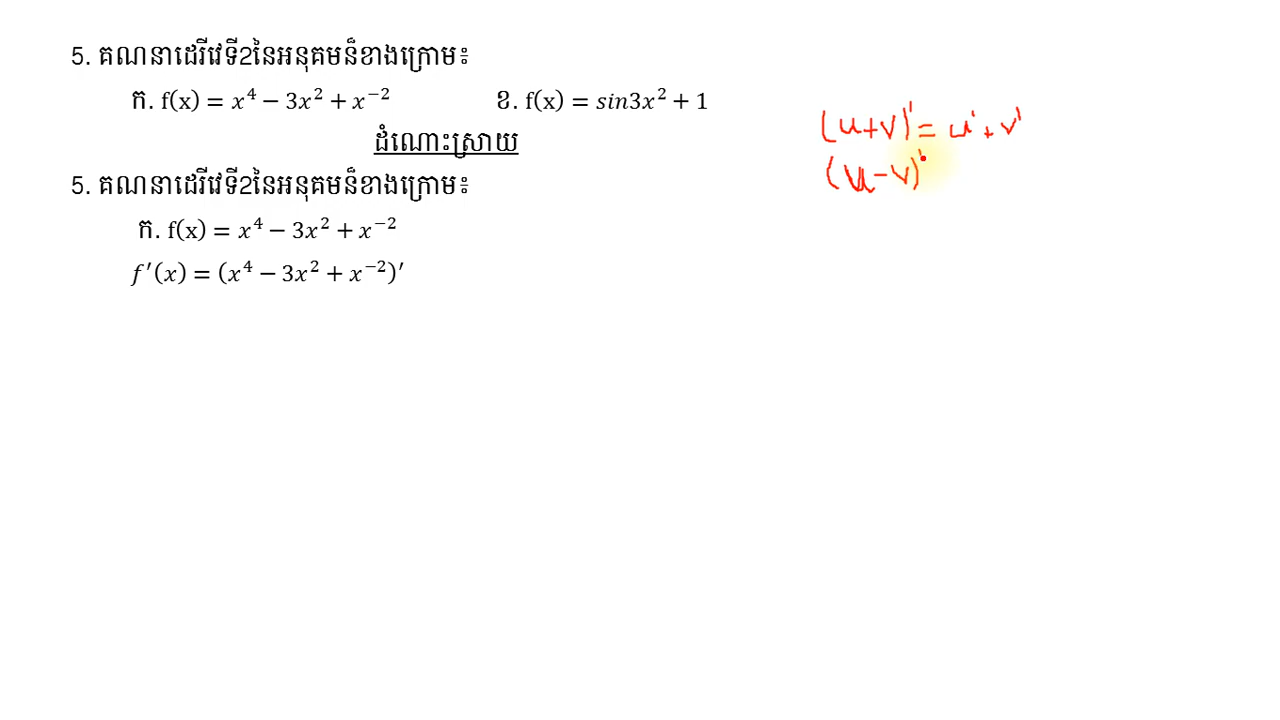 5. គណនាដេរីវេទី2នៃអនុគមន៏ខាងក្រោម៖
ក. f(x) = x⁴ − 3x² + x⁻² ខ. f(x) = sin3x² + 1
ដំណោះស្រាយ
5. គណនាដេរីវេទី2នៃអនុគមន៏ខាងក្រោម៖
ក. f(x) = x⁴ − 3x² + x⁻²
f′(x) = (x⁴ − 3x² + x⁻²)′
(u+v)' = u' + v'
(u-v)'